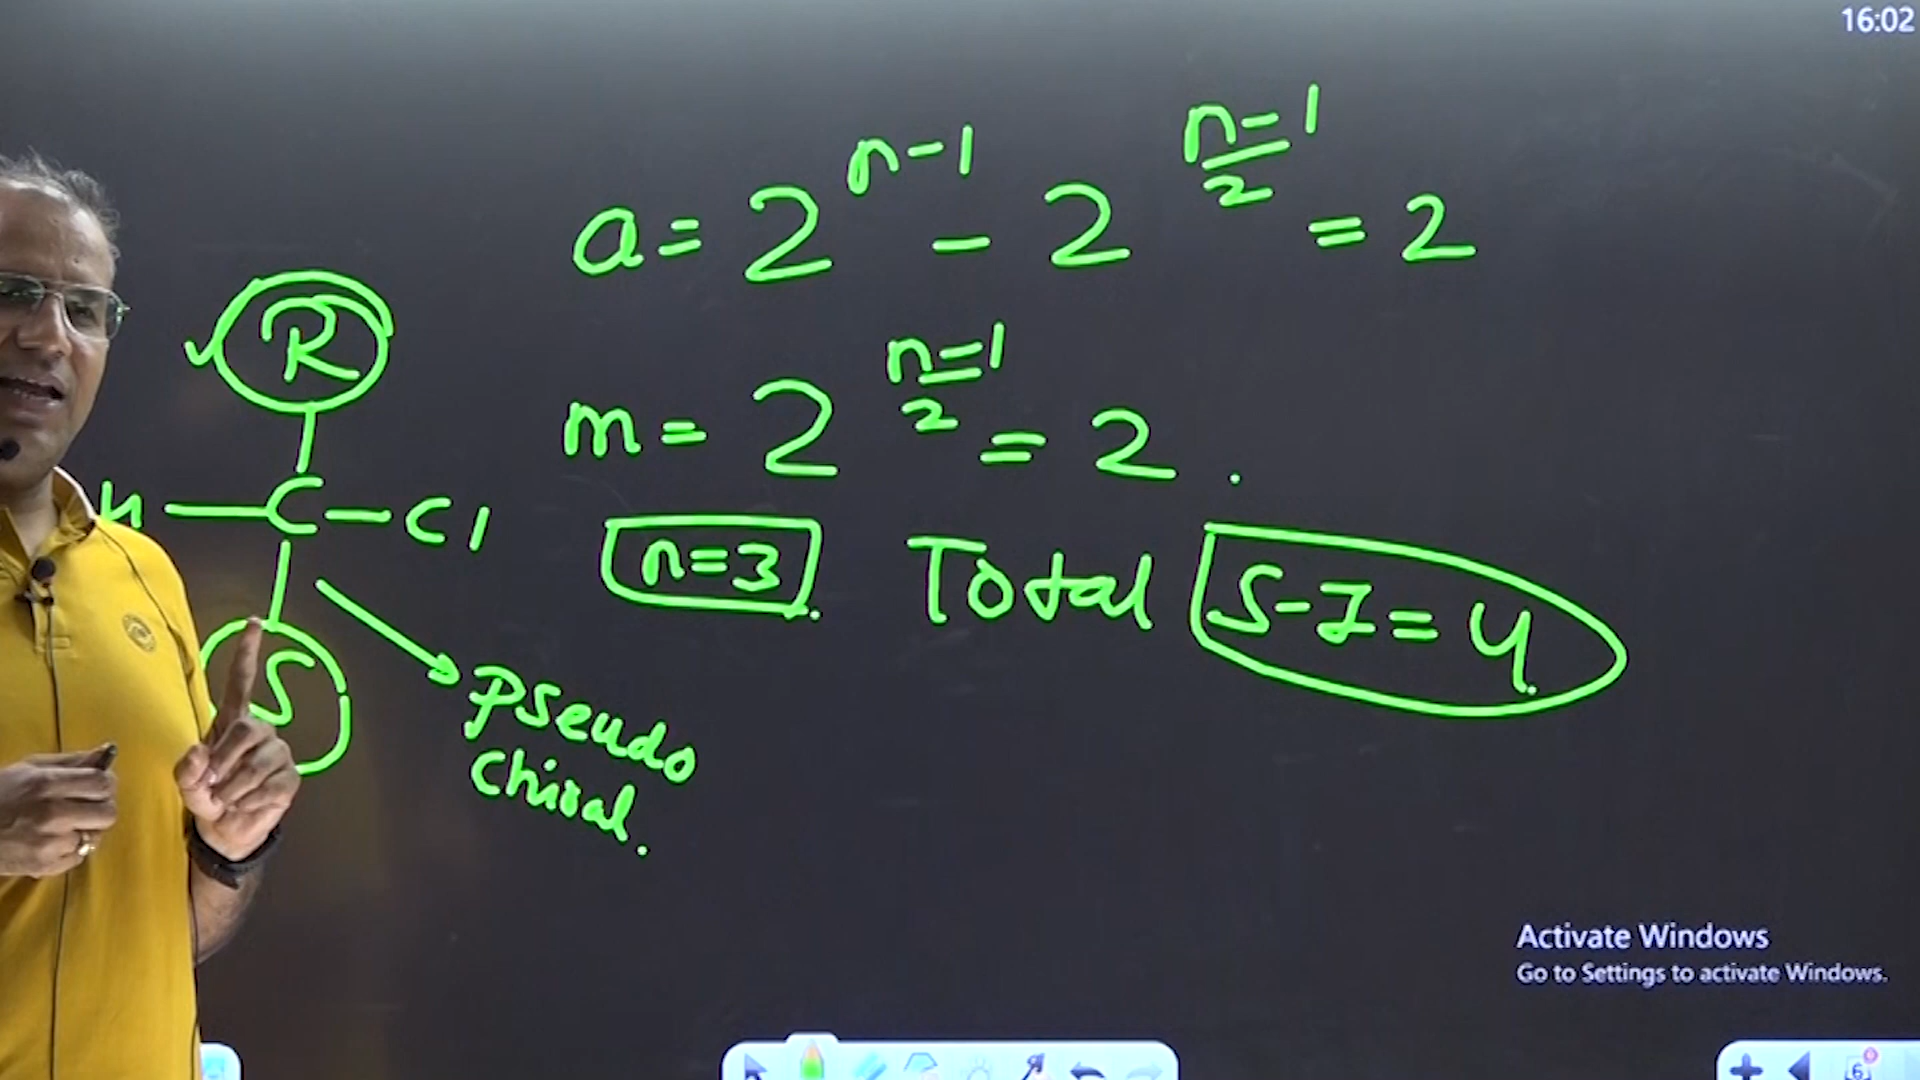 16:02
a = 2^(n-1) - 2^((n-1)/2) = 2
R
m = 2^((n-1)/2) = 2 .
H — C — Cl
n=3 . Total S-I = 4
S
pseudo
chiral .
Activate Windows
Go to Settings to activate Windows.
6